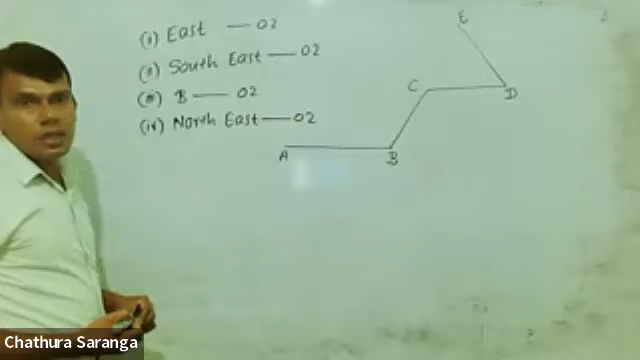 (i) East — 02
(ii) South East — 02
(iii) B — 02
(iv) North East — 02
E
C
D
A
B
Chathura Saranga